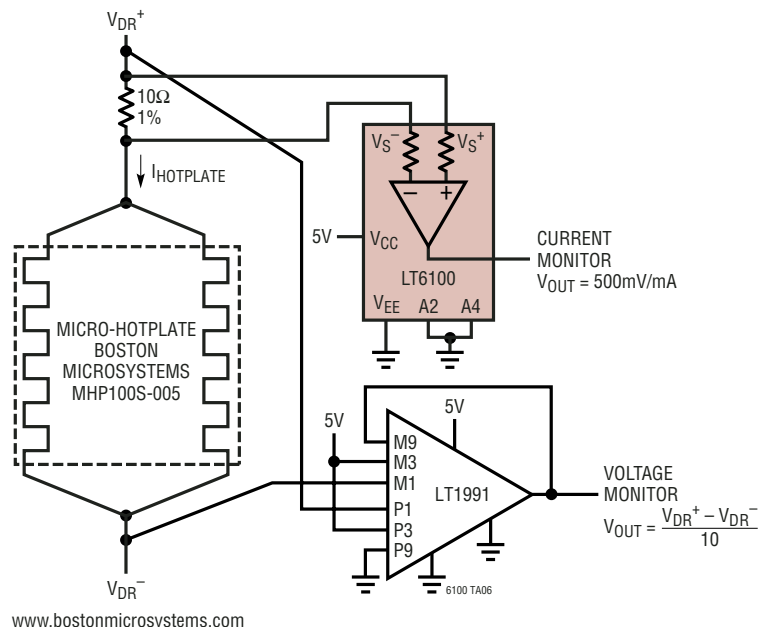 VDR+
10Ω
1%
IHOTPLATE
MICRO-HOTPLATE
BOSTON
MICROSYSTEMS
MHP100S-005
VDR–
www.bostonmicrosystems.com
VS– VS+
– +
5V
VCC
LT6100
VEE A2 A4
CURRENT
MONITOR
VOUT = 500mV/mA
5V
5V
M9
M3
M1
P1
P3
P9
LT1991
VOLTAGE
MONITOR
VOUT = VDR+ – VDR–
10
6100 TA06